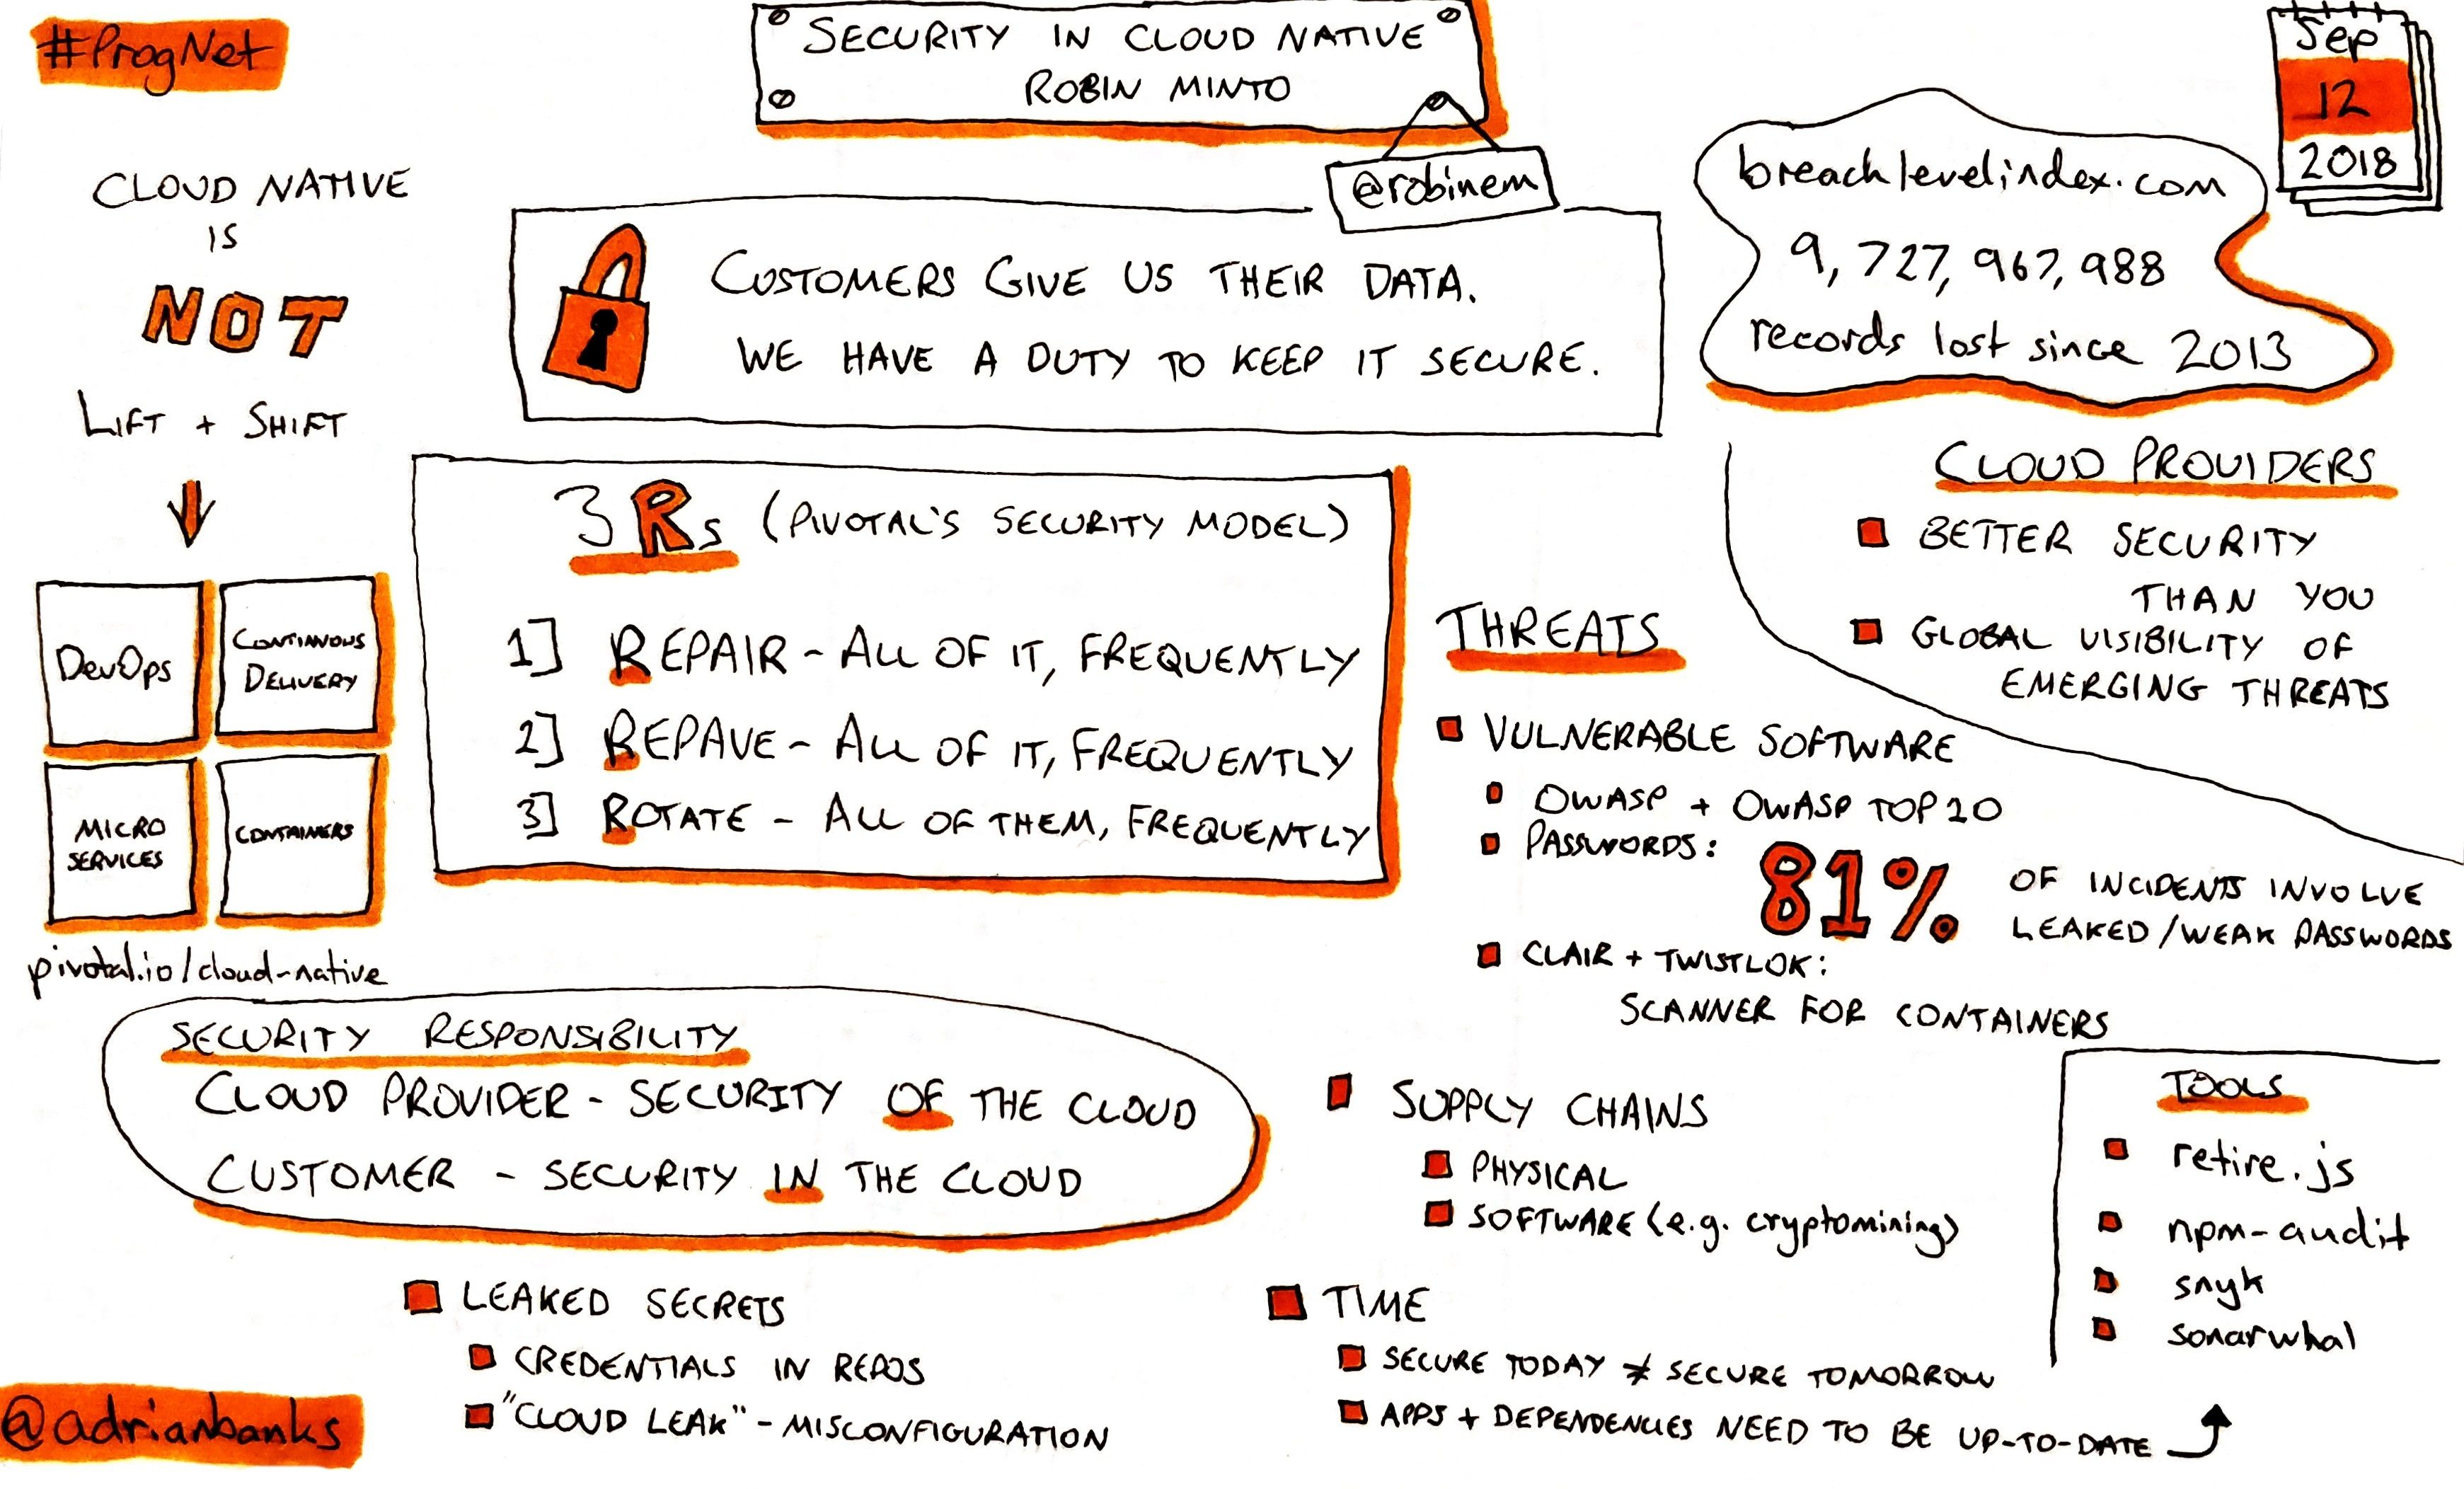 #ProgNet
SECURITY IN CLOUD NATIVE
ROBIN MINTO
@robinem
Sep
12
2018
CLOUD NATIVE
IS
NOT
LIFT + SHIFT
DevOps
CONTINUOUS
DELIVERY
MICRO
SERVICES
CONTAINERS
pivotal.io/cloud-native
CUSTOMERS GIVE US THEIR DATA.
WE HAVE A DUTY TO KEEP IT SECURE.
breachlevelindex.com
9,727,967,988
records lost since 2013
3 Rs (PIVOTAL'S SECURITY MODEL)
1] REPAIR - ALL OF IT, FREQUENTLY
2] REPAVE - ALL OF IT, FREQUENTLY
3] ROTATE - ALL OF THEM, FREQUENTLY
CLOUD PROVIDERS
BETTER SECURITY
THAN YOU
GLOBAL VISIBILITY OF
EMERGING THREATS
SECURITY RESPONSIBILITY
CLOUD PROVIDER - SECURITY OF THE CLOUD
CUSTOMER - SECURITY IN THE CLOUD
THREATS
VULNERABLE SOFTWARE
OWASP + OWASP TOP 10
PASSWORDS:
81% OF INCIDENTS INVOLVE
LEAKED/WEAK PASSWORDS
CLAIR + TWISTLOK:
SCANNER FOR CONTAINERS
SUPPLY CHAINS
PHYSICAL
SOFTWARE (e.g. cryptomining)
LEAKED SECRETS
CREDENTIALS IN REPOS
"CLOUD LEAK" - MISCONFIGURATION
TIME
SECURE TODAY ≠ SECURE TOMORROW
APPS + DEPENDENCIES NEED TO BE UP-TO-DATE
TOOLS
retire.js
npm-audit
snyk
sonarwhal
@adrianbanks